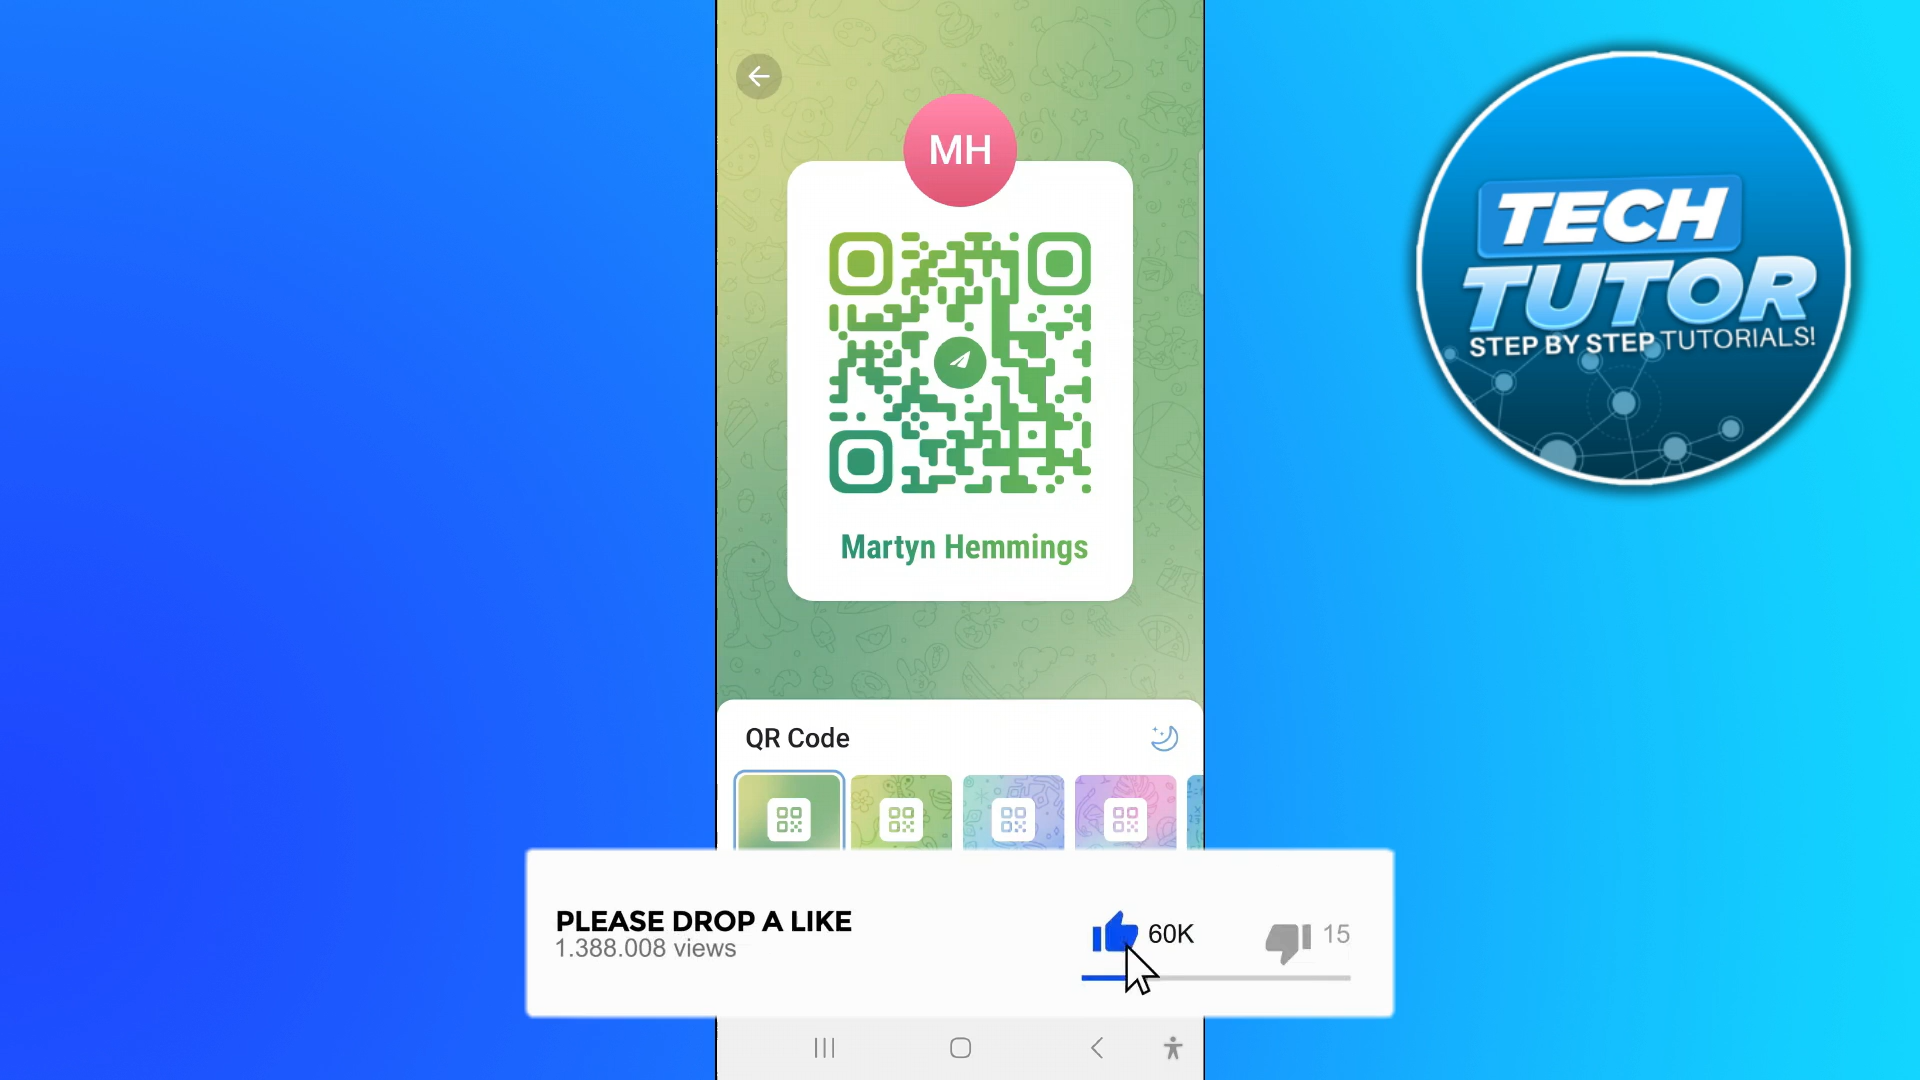 MH
Martyn Hemmings
QR Code
TECH
TUTOR
STEP BY STEP TUTORIALS!
PLEASE DROP A LIKE
1.388.008 views
60K
15